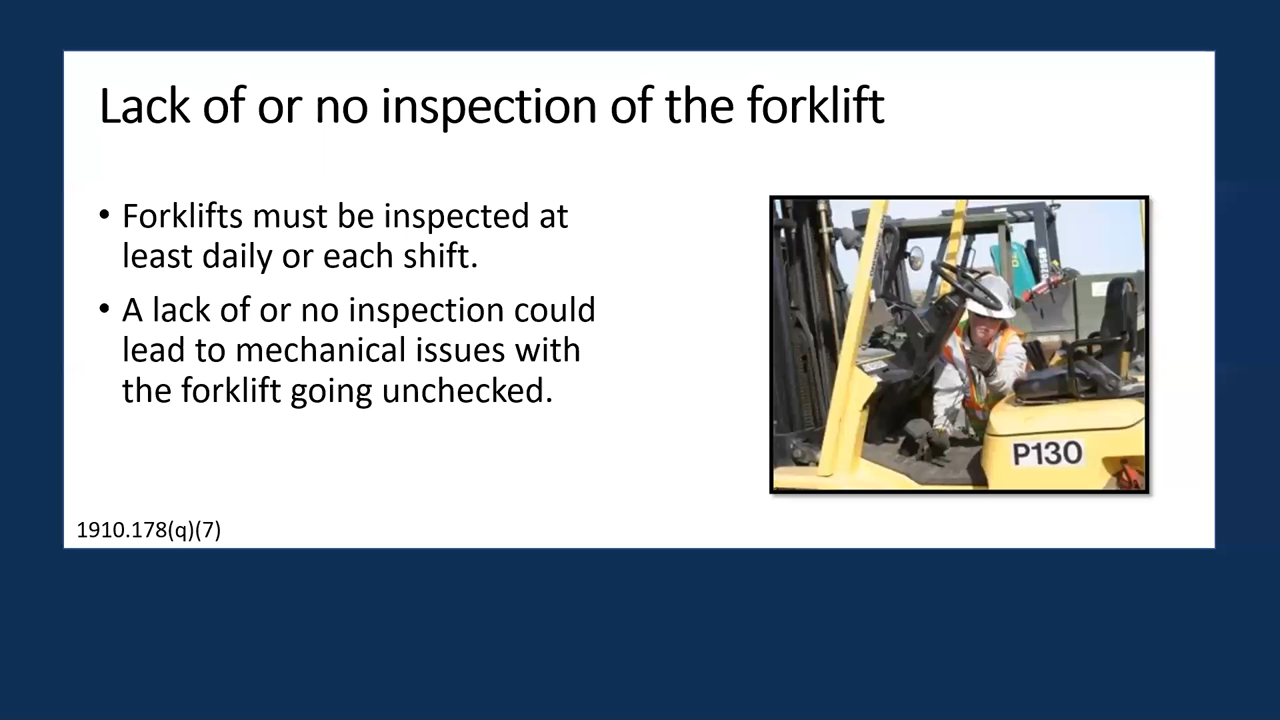 Lack of or no inspection of the forklift
• Forklifts must be inspected at
least daily or each shift.
• A lack of or no inspection could
lead to mechanical issues with
the forklift going unchecked.
P130
1910.178(q)(7)